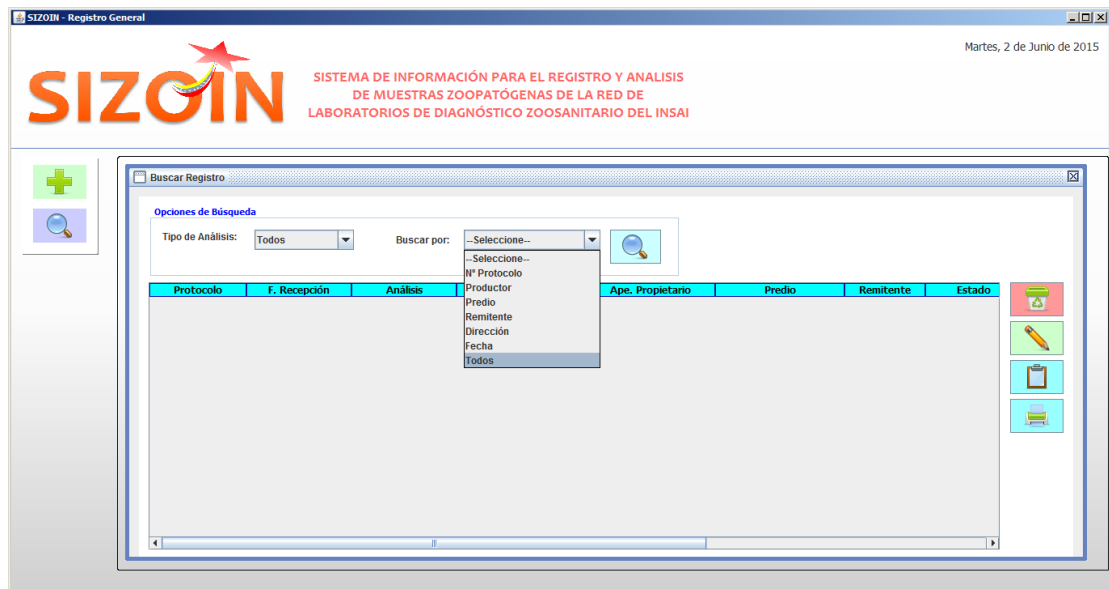 SIZOIN - Registro General
Martes, 2 de Junio de 2015
SIZOIN
SISTEMA DE INFORMACIÓN PARA EL REGISTRO Y ANALISIS
DE MUESTRAS ZOOPATÓGENAS DE LA RED DE
LABORATORIOS DE DIAGNÓSTICO ZOOSANITARIO DEL INSAI
Buscar Registro
Opciones de Búsqueda
Tipo de Análisis: Todos Buscar por: --Seleccione--
--Seleccione--
Nº Protocolo
Productor
Predio
Remitente
Dirección
Fecha
Todos
Protocolo F. Recepción Análisis Ape. Propietario Predio Remitente Estado